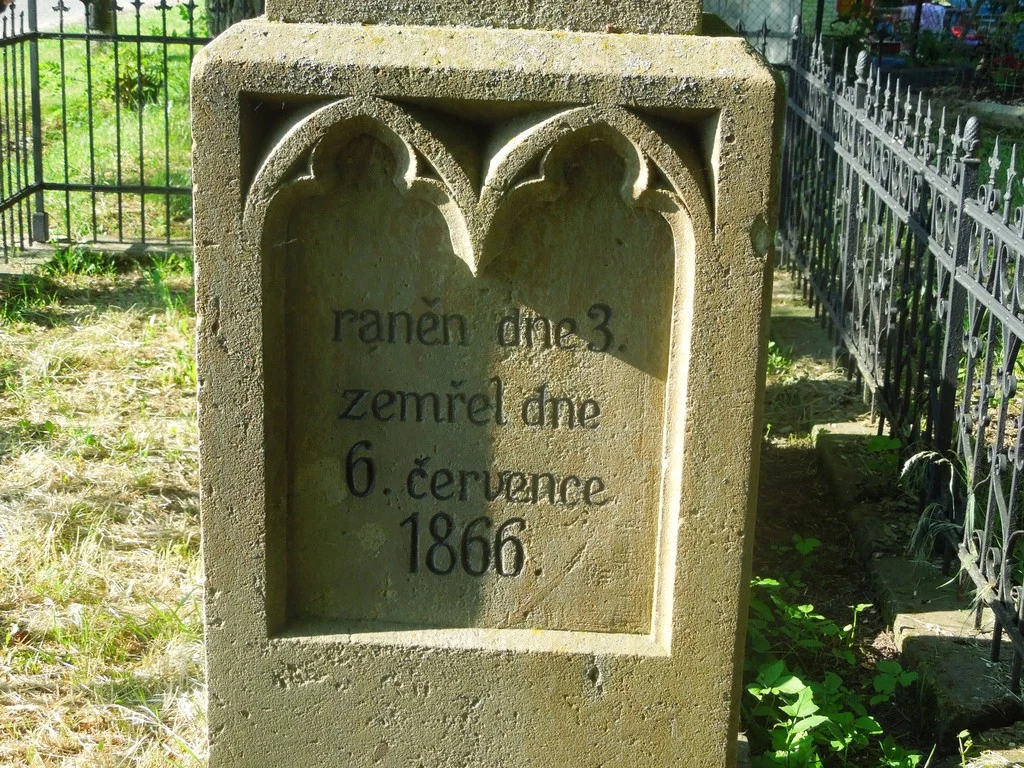 raněn dne 3.
zemřel dne
6. července
1866.